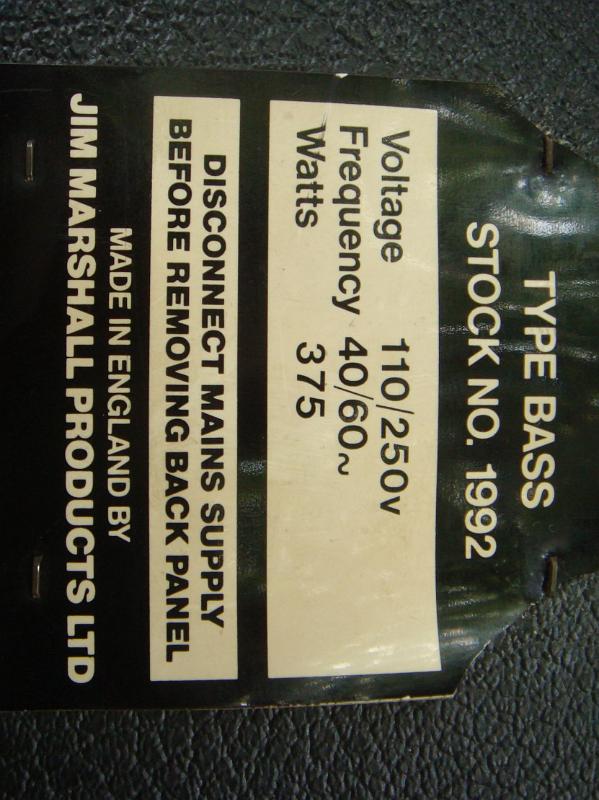 TYPE BASS
STOCK NO. 1992
Voltage 110/250v
Frequency 40/60~
Watts 375
DISCONNECT MAINS SUPPLY
BEFORE REMOVING BACK PANEL
MADE IN ENGLAND BY
JIM MARSHALL PRODUCTS LTD